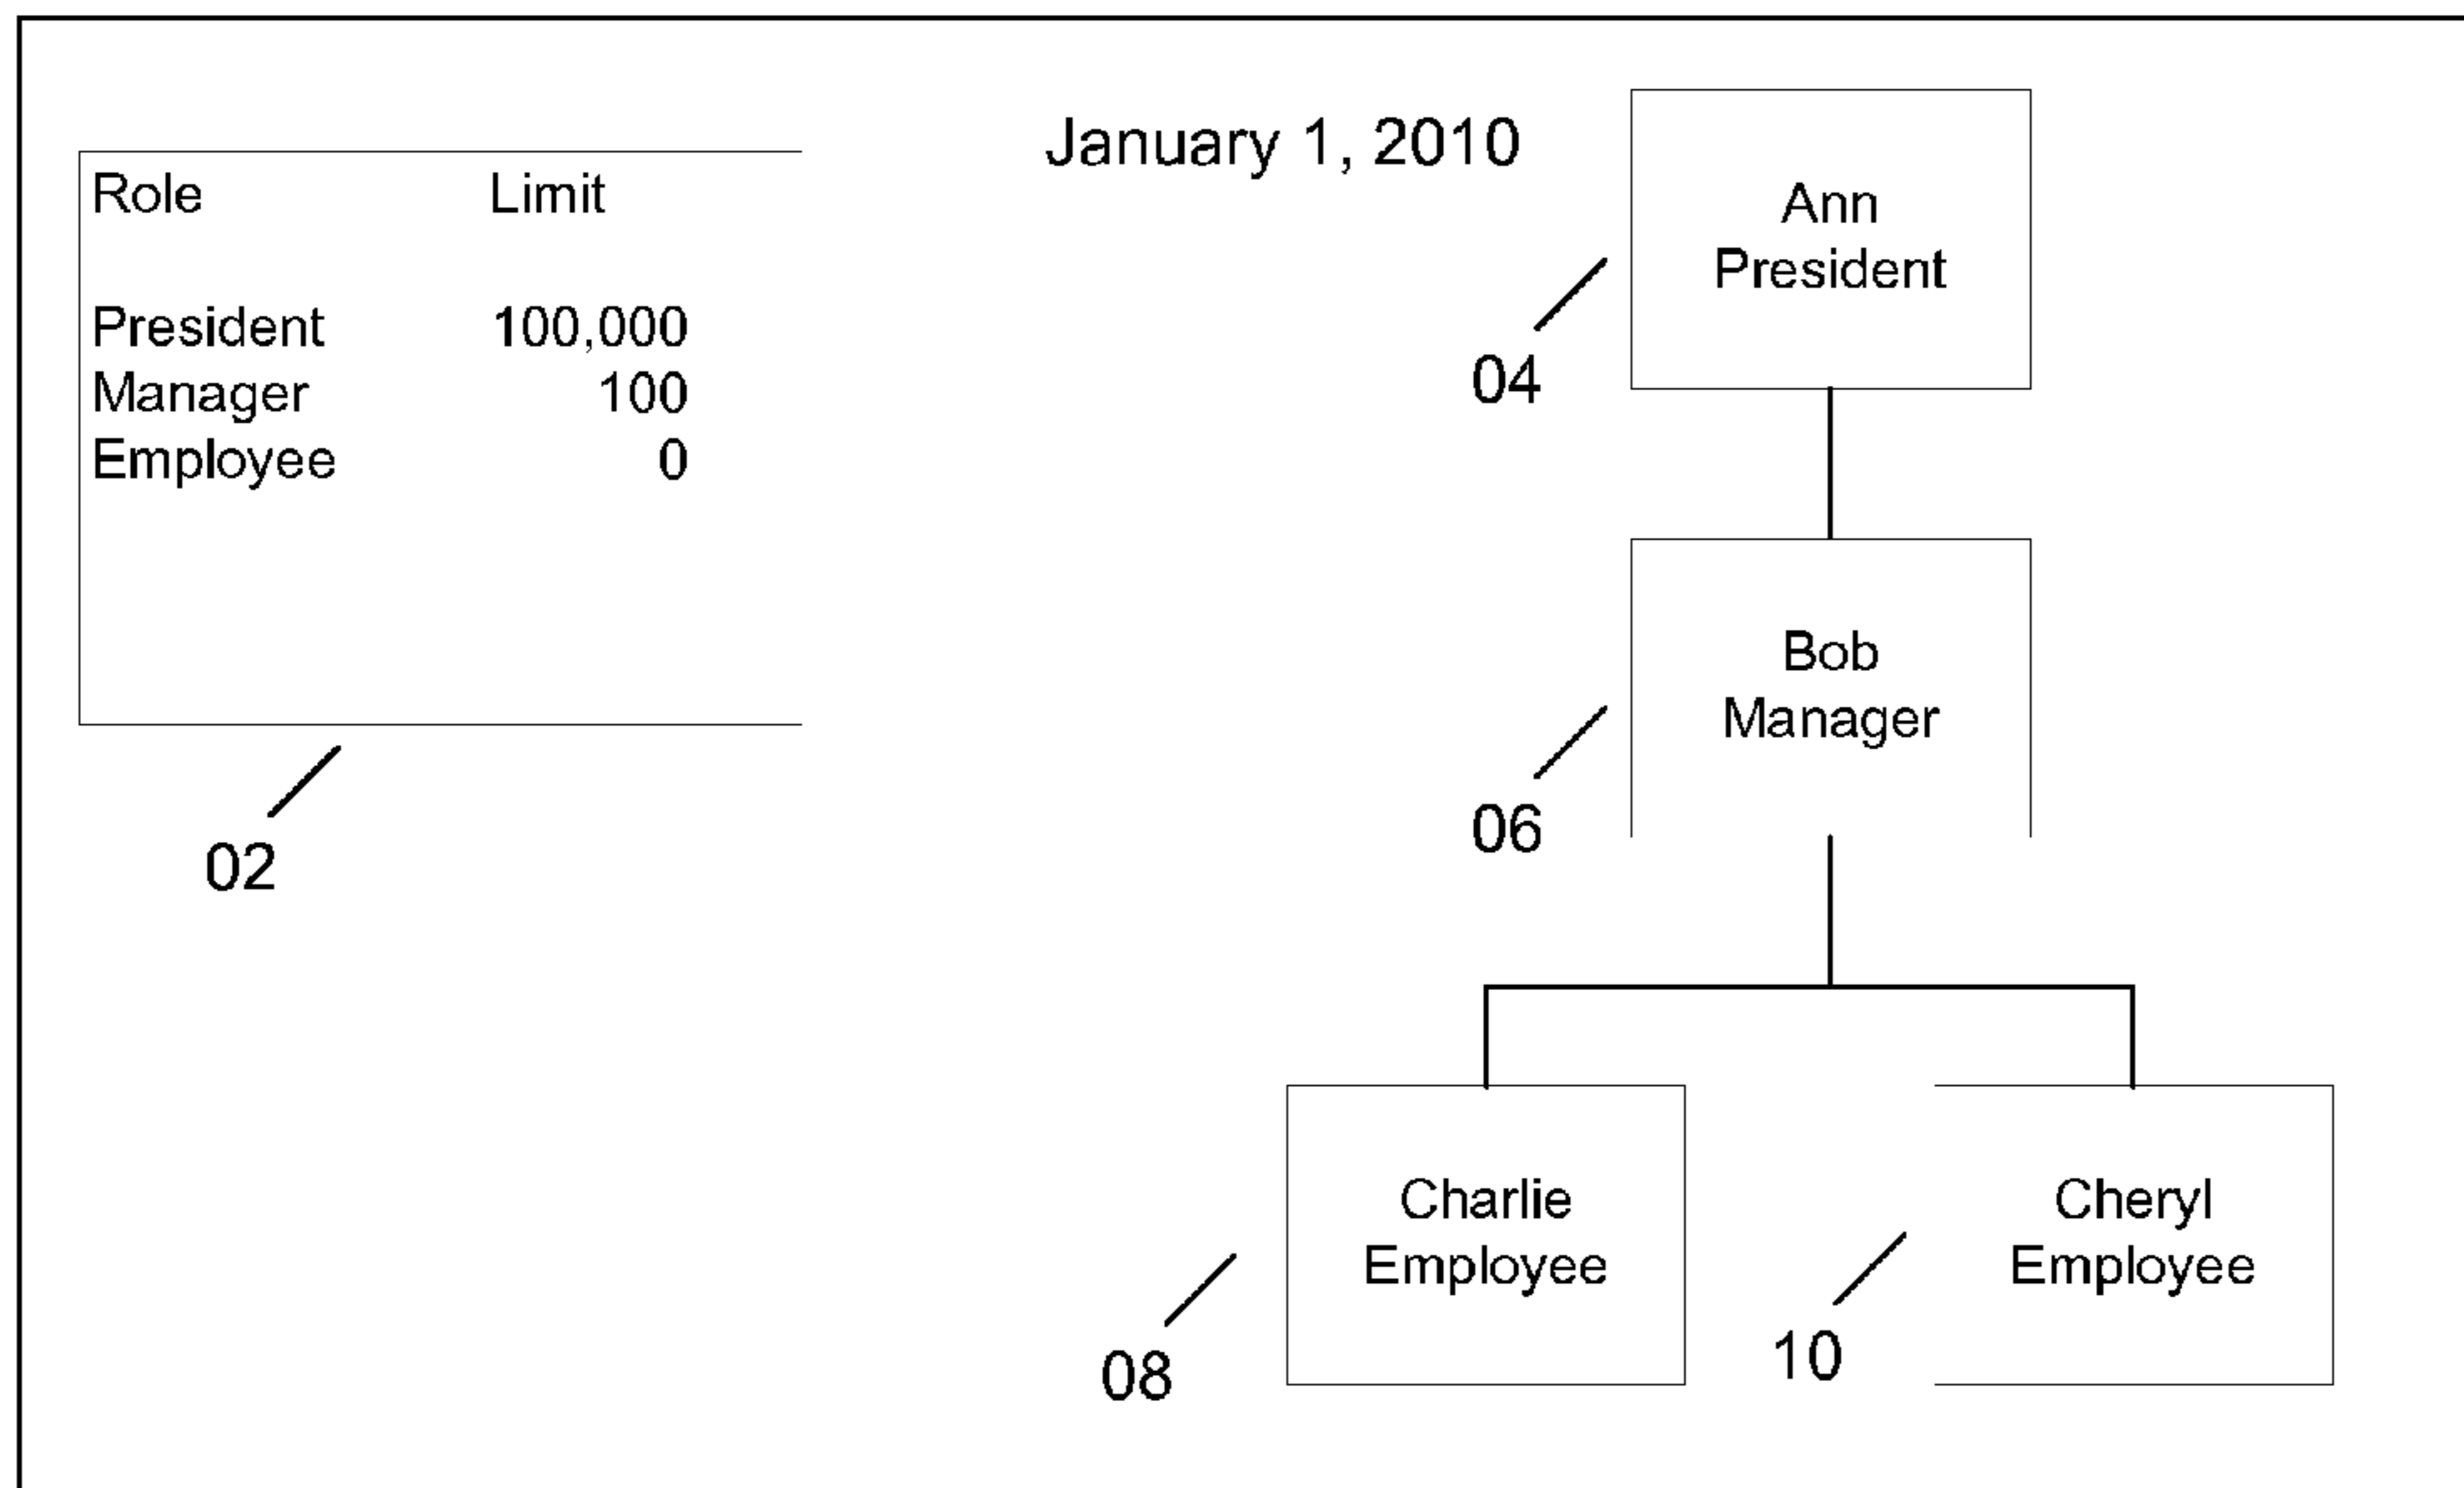 Role Limit
President 100,000
Manager 100
Employee 0
02
January 1, 2010
Ann
President
04
Bob
Manager
06
Charlie
Employee
08
Cheryl
Employee
10